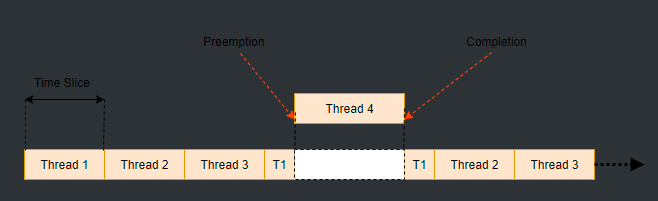 Preemption
Completion
Time Slice
Thread 4
Thread 1
Thread 2
Thread 3
T1
T1
Thread 2
Thread 3